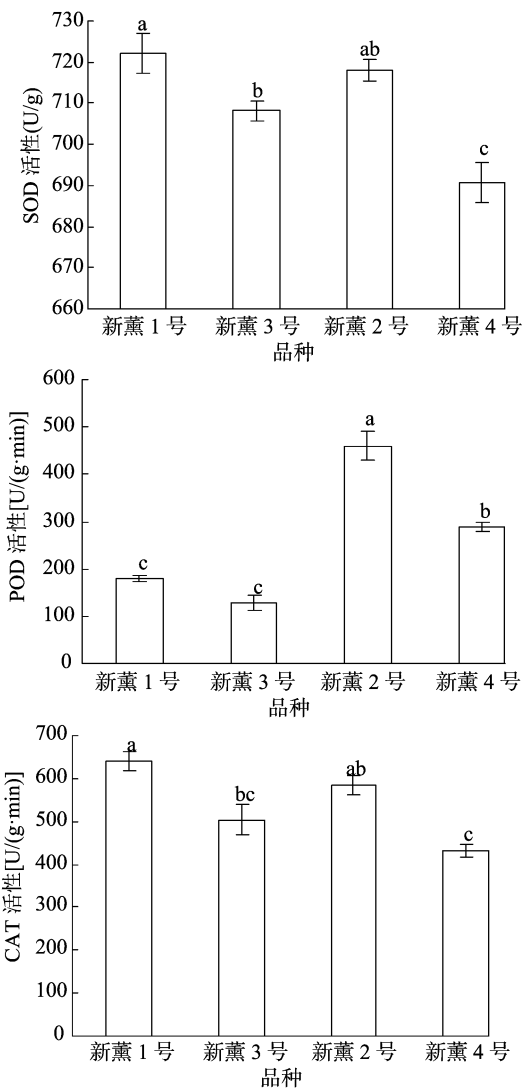 730
720
710
700
690
680
670
660
SOD 活性(U/g)
a
b
ab
c
新薰 1 号
新薰 3 号
新薰 2 号
新薰 4 号
品种
600
500
400
300
200
100
0
POD 活性[U/(g·min)]
c
c
a
b
新薰 1 号
新薰 3 号
新薰 2 号
新薰 4 号
品种
700
600
500
400
300
200
100
0
CAT 活性[U/(g·min)]
a
bc
ab
c
新薰 1 号
新薰 3 号
新薰 2 号
新薰 4 号
品种